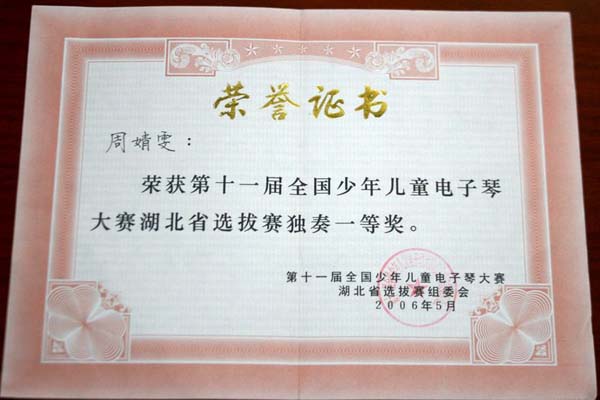 荣誉证书
周婧雯：
荣获第十一届全国少年儿童电子琴
大赛湖北省选拔赛独奏一等奖。
第十一届全国少年儿童电子琴大赛
湖北省选拔赛组委会
2006年5月